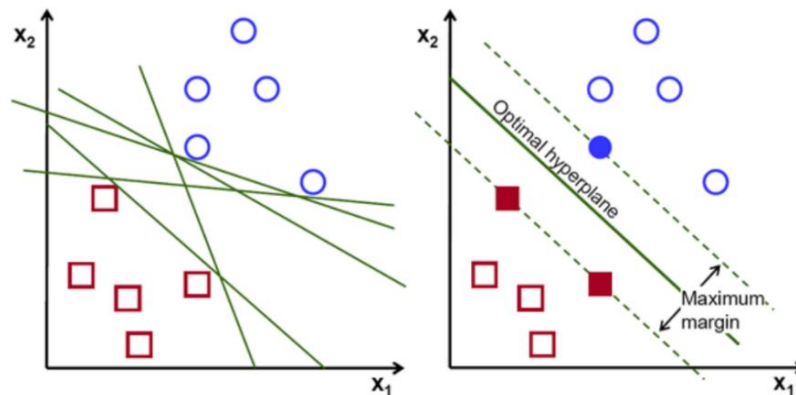 x₂
x₁
x₂
Optimal hyperplane
Maximum
margin
x₁